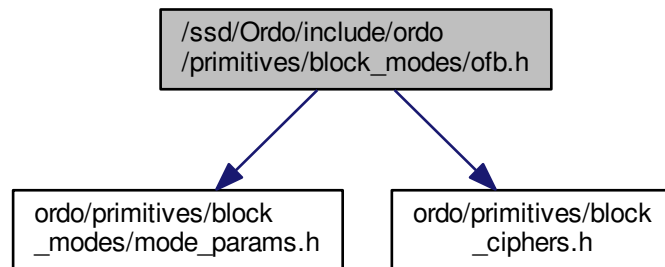 /ssd/Ordo/include/ordo
/primitives/block_modes/ofb.h
ordo/primitives/block
_modes/mode_params.h
ordo/primitives/block
_ciphers.h